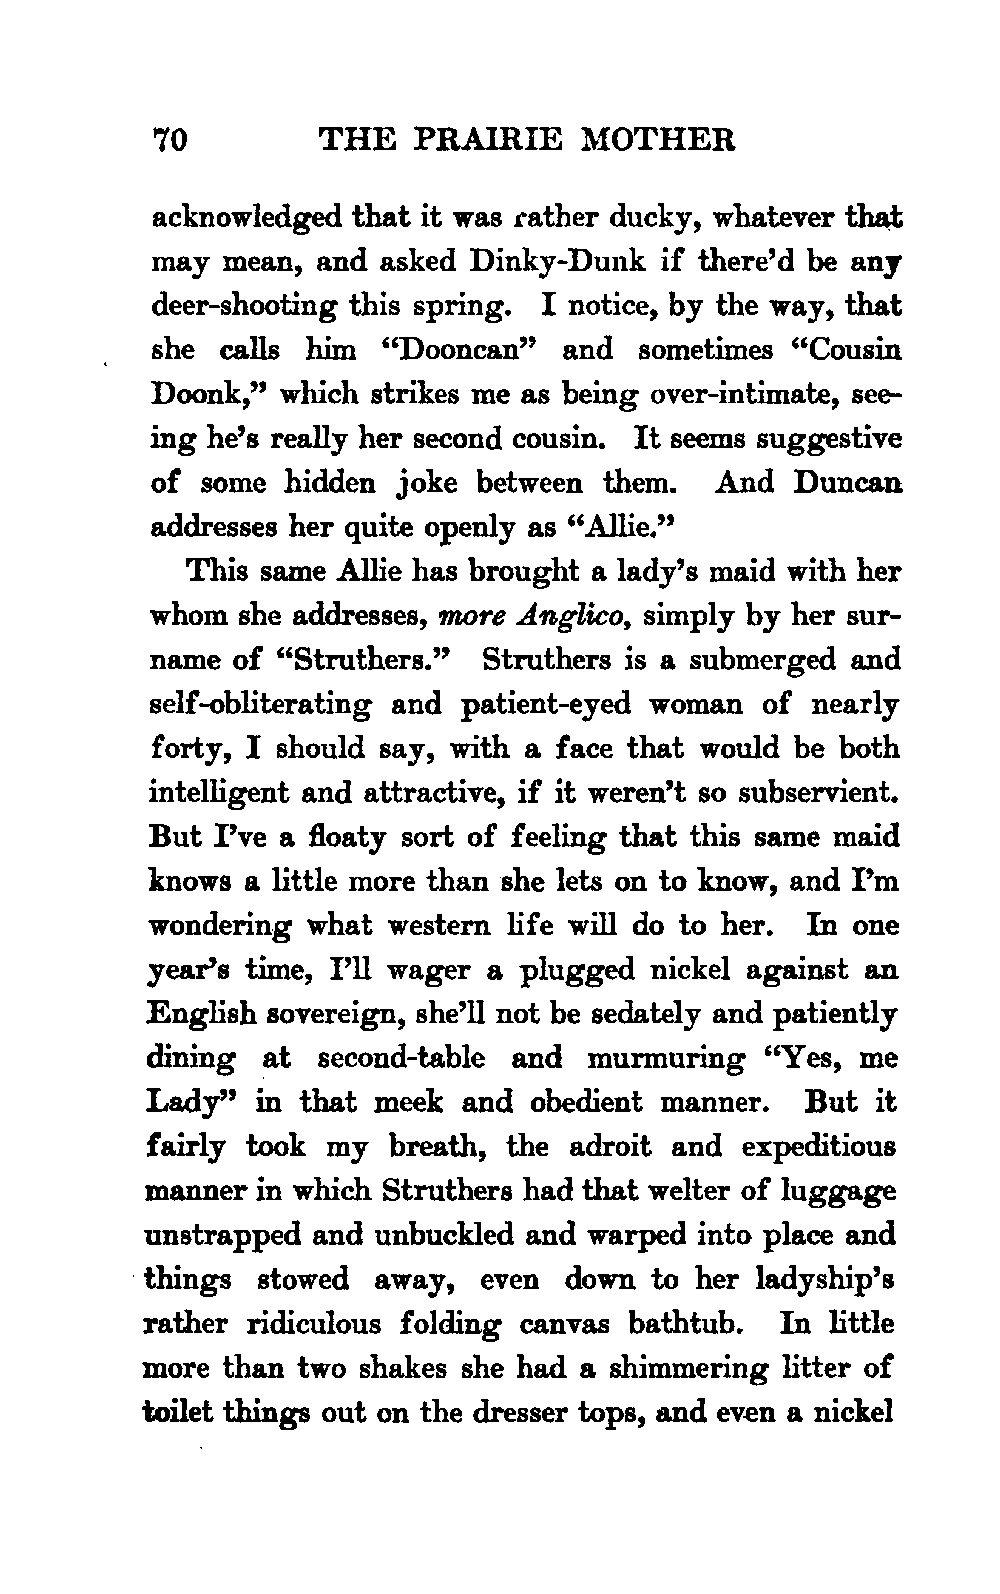 70 THE PRAIRIE MOTHER
acknowledged that it was rather ducky, whatever that
may mean, and asked Dinky-Dunk if there'd be any
deer-shooting this spring. I notice, by the way, that
she calls him “Dooncan” and sometimes “Cousin
Doonk,” which strikes me as being over-intimate, see-
ing he's really her second cousin. It seems suggestive
of some hidden joke between them. And Duncan
addresses her quite openly as “Allie.”
This same Allie has brought a lady's maid with her
whom she addresses, more Anglico, simply by her sur-
name of “Struthers.” Struthers is a submerged and
self-obliterating and patient-eyed woman of nearly
forty, I should say, with a face that would be both
intelligent and attractive, if it weren't so subservient.
But I've a floaty sort of feeling that this same maid
knows a little more than she lets on to know, and I'm
wondering what western life will do to her. In one
year's time, I'll wager a plugged nickel against an
English sovereign, she'll not be sedately and patiently
dining at second-table and murmuring “Yes, me
Lady” in that meek and obedient manner. But it
fairly took my breath, the adroit and expeditious
manner in which Struthers had that welter of luggage
unstrapped and unbuckled and warped into place and
things stowed away, even down to her ladyship's
rather ridiculous folding canvas bathtub. In little
more than two shakes she had a shimmering litter of
toilet things out on the dresser tops, and even a nickel